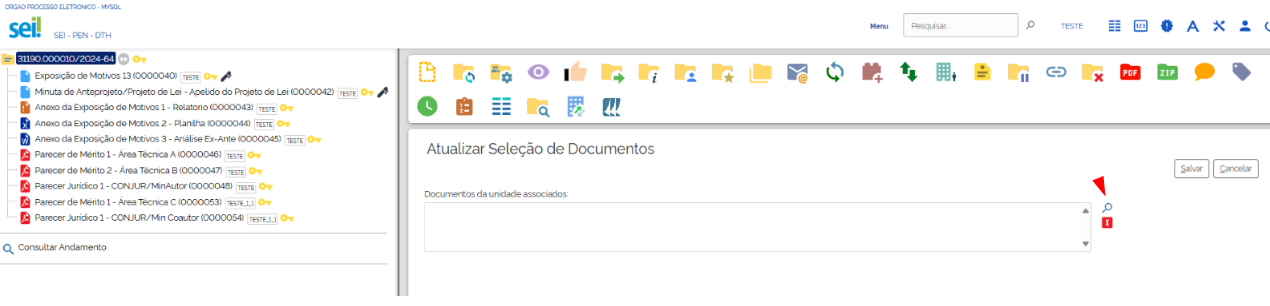 ORGAO PROCESSO ELETRONICO - MYSQL
sei!
SEI - PEN - DTH
Menu
Pesquisar...
TESTE
123
31190.000010/2024-64
Exposição de Motivos 13 (0000040) TESTE
Minuta de Anteprojeto/Projeto de Lei - Apelido do Projeto de Lei (0000042) TESTE
Anexo da Exposição de Motivos 1 - Relatorio (0000043) TESTE
Anexo da Exposição de Motivos 2 - Planilha (0000044) TESTE
Anexo da Exposição de Motivos 3 - Análise Ex-Ante (0000045) TESTE
Parecer de Mérito 1 - Área Técnica A (0000046) TESTE
Parecer de Mérito 2 - Área Técnica B (0000047) TESTE
Parecer Jurídico 1 - CONJUR/MinAutor (0000048) TESTE
Parecer de Mérito 1 - Área Técnica C (0000053) TESTE_1_1
Parecer Jurídico 1 - CONJUR/Min Coautor (0000054) TESTE_1_1
Consultar Andamento
PDF
ZIP
Atualizar Seleção de Documentos
Salvar
Cancelar
Documentos da unidade associados: